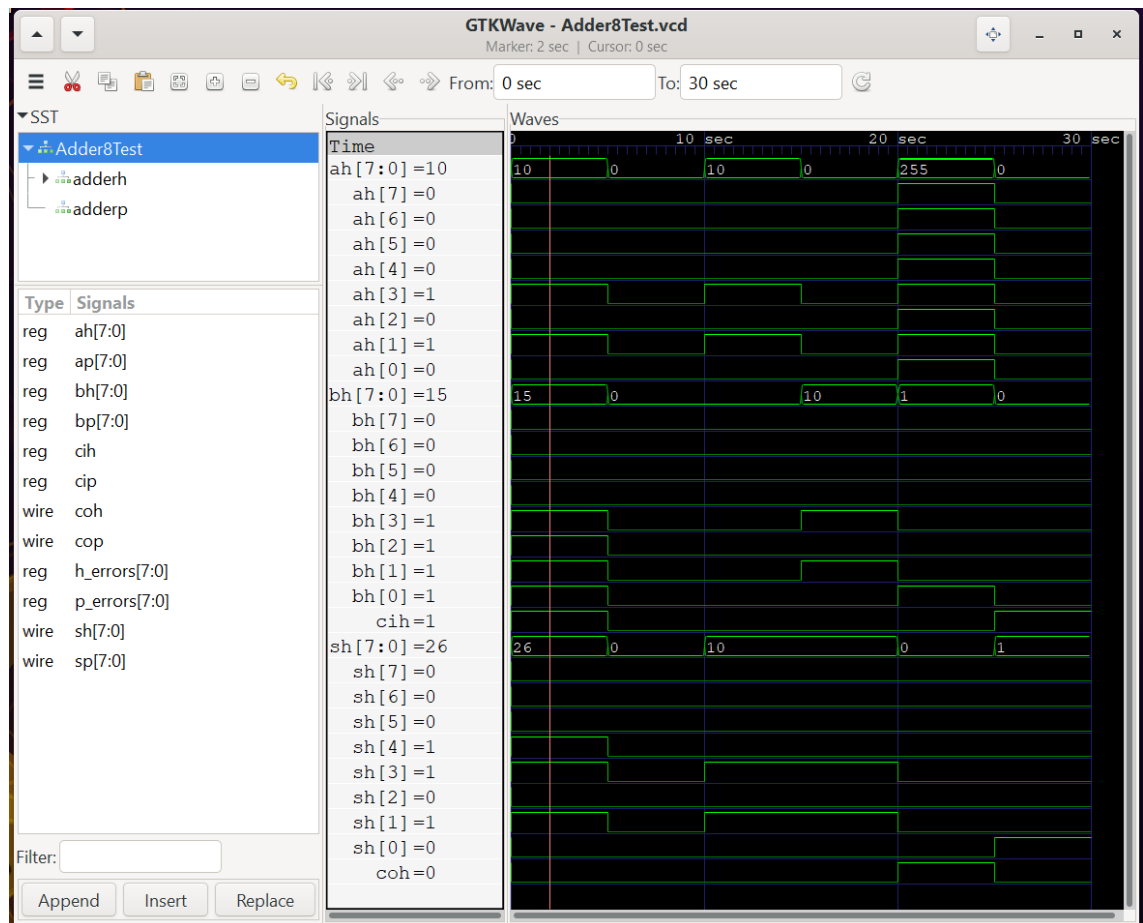 GTKWave - Adder8Test.vcd
Marker: 2 sec | Cursor: 0 sec
From: 0 sec To: 30 sec
SST
Adder8Test
adderh
adderp
Type Signals
reg ah[7:0]
reg ap[7:0]
reg bh[7:0]
reg bp[7:0]
reg cih
reg cip
wire coh
wire cop
reg h_errors[7:0]
reg p_errors[7:0]
wire sh[7:0]
wire sp[7:0]
Filter:
Append Insert Replace
Signals
Time
ah[7:0]=10
ah[7]=0
ah[6]=0
ah[5]=0
ah[4]=0
ah[3]=1
ah[2]=0
ah[1]=1
ah[0]=0
bh[7:0]=15
bh[7]=0
bh[6]=0
bh[5]=0
bh[4]=0
bh[3]=1
bh[2]=1
bh[1]=1
bh[0]=1
cih=1
sh[7:0]=26
sh[7]=0
sh[6]=0
sh[5]=0
sh[4]=1
sh[3]=1
sh[2]=0
sh[1]=1
sh[0]=0
coh=0
Waves
0 10 sec 20 sec 30 sec
10 0 10 0 255 0
15 0 10 1 0
26 0 10 0 1